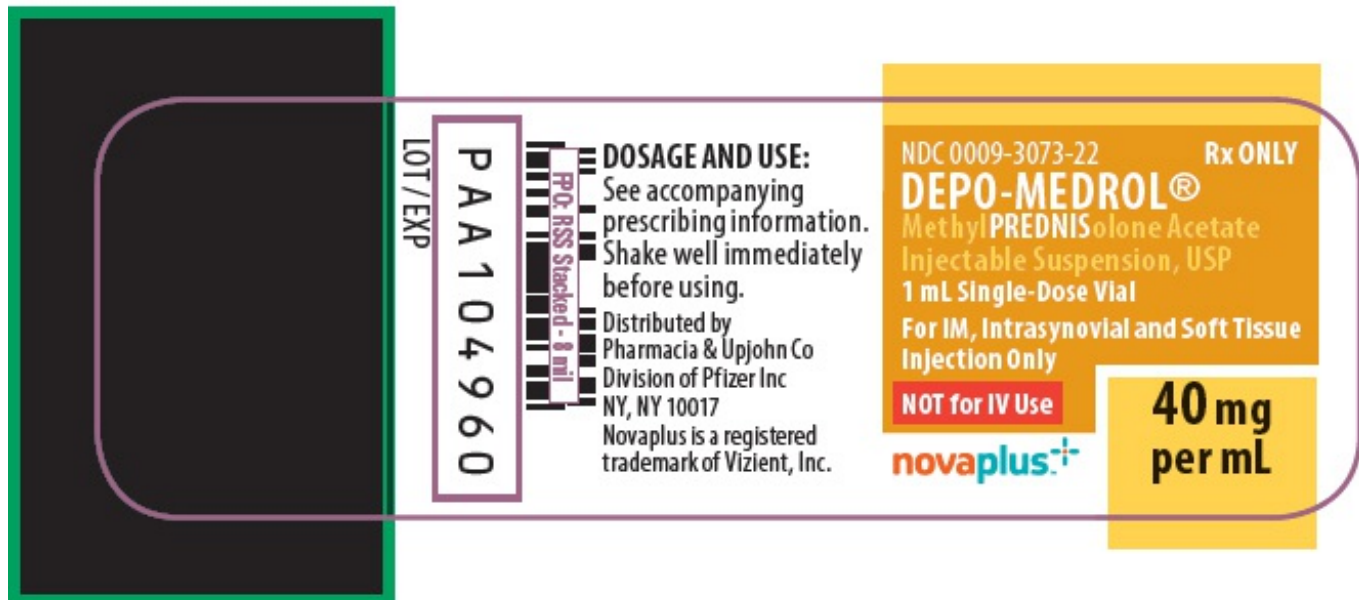 LOT / EXP
PAA104960
FPO: RSS Stacked - 8 mil
DOSAGE AND USE:
See accompanying
prescribing information.
Shake well immediately
before using.
Distributed by
Pharmacia & Upjohn Co
Division of Pfizer Inc
NY, NY 10017
Novaplus is a registered
trademark of Vizient, Inc.
NDC 0009-3073-22 Rx ONLY
DEPO-MEDROL®
MethylPREDNISolone Acetate
Injectable Suspension, USP
1 mL Single-Dose Vial
For IM, Intrasynovial and Soft Tissue
Injection Only
NOT for IV Use
novaplus
40 mg
per mL